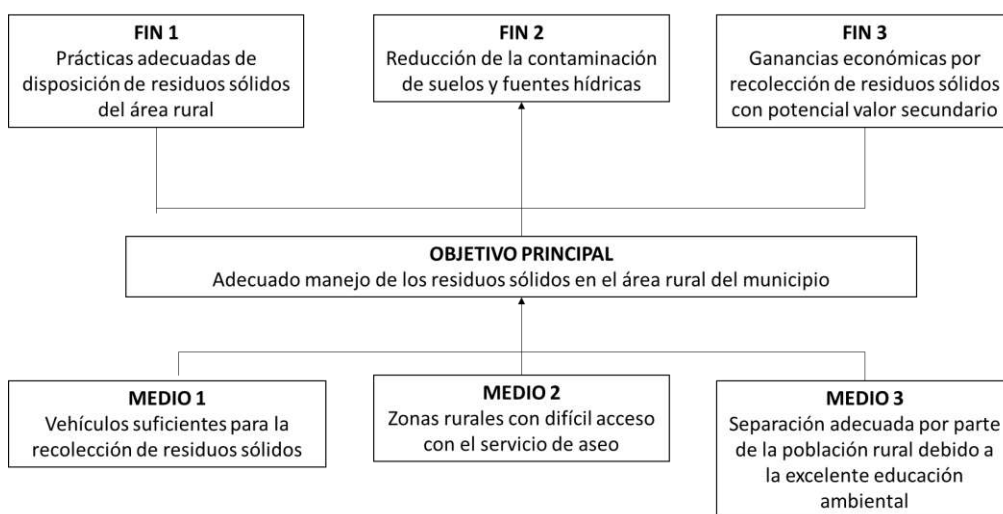 FIN 1
Prácticas adecuadas de
disposición de residuos sólidos
del área rural
FIN 2
Reducción de la contaminación
de suelos y fuentes hídricas
FIN 3
Ganancias económicas por
recolección de residuos sólidos
con potencial valor secundario
OBJETIVO PRINCIPAL
Adecuado manejo de los residuos sólidos en el área rural del municipio
MEDIO 1
Vehículos suficientes para la
recolección de residuos sólidos
MEDIO 2
Zonas rurales con difícil acceso
con el servicio de aseo
MEDIO 3
Separación adecuada por parte
de la población rural debido a
la excelente educación
ambiental